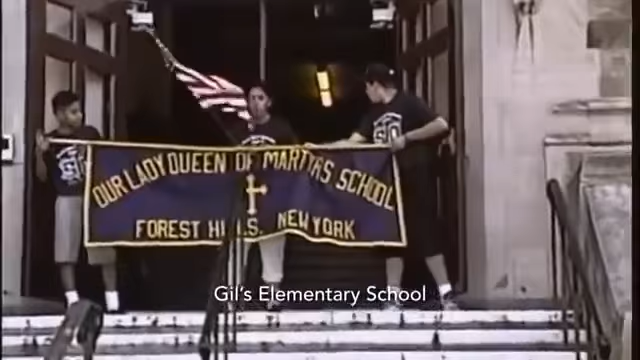 OUR LADY QUEEN OF MARTYRS SCHOOL
FOREST HILLS, NEW YORK
Gil's Elementary School